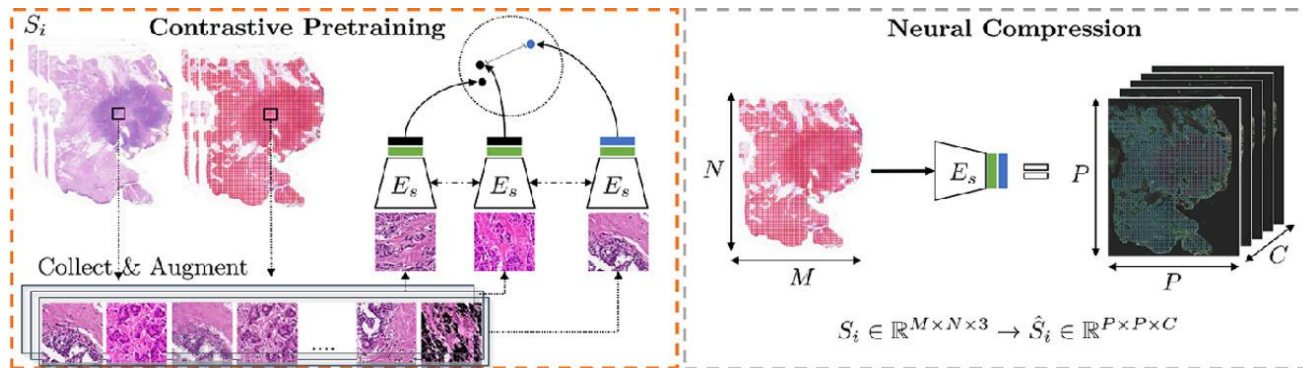 S_i
Contrastive Pretraining
E_s
E_s
E_s
Collect & Augment
....
Neural Compression
N
M
E_s
=
P
P
C
S_i ∈ ℝ^{M×N×3} → Ŝ_i ∈ ℝ^{P×P×C}